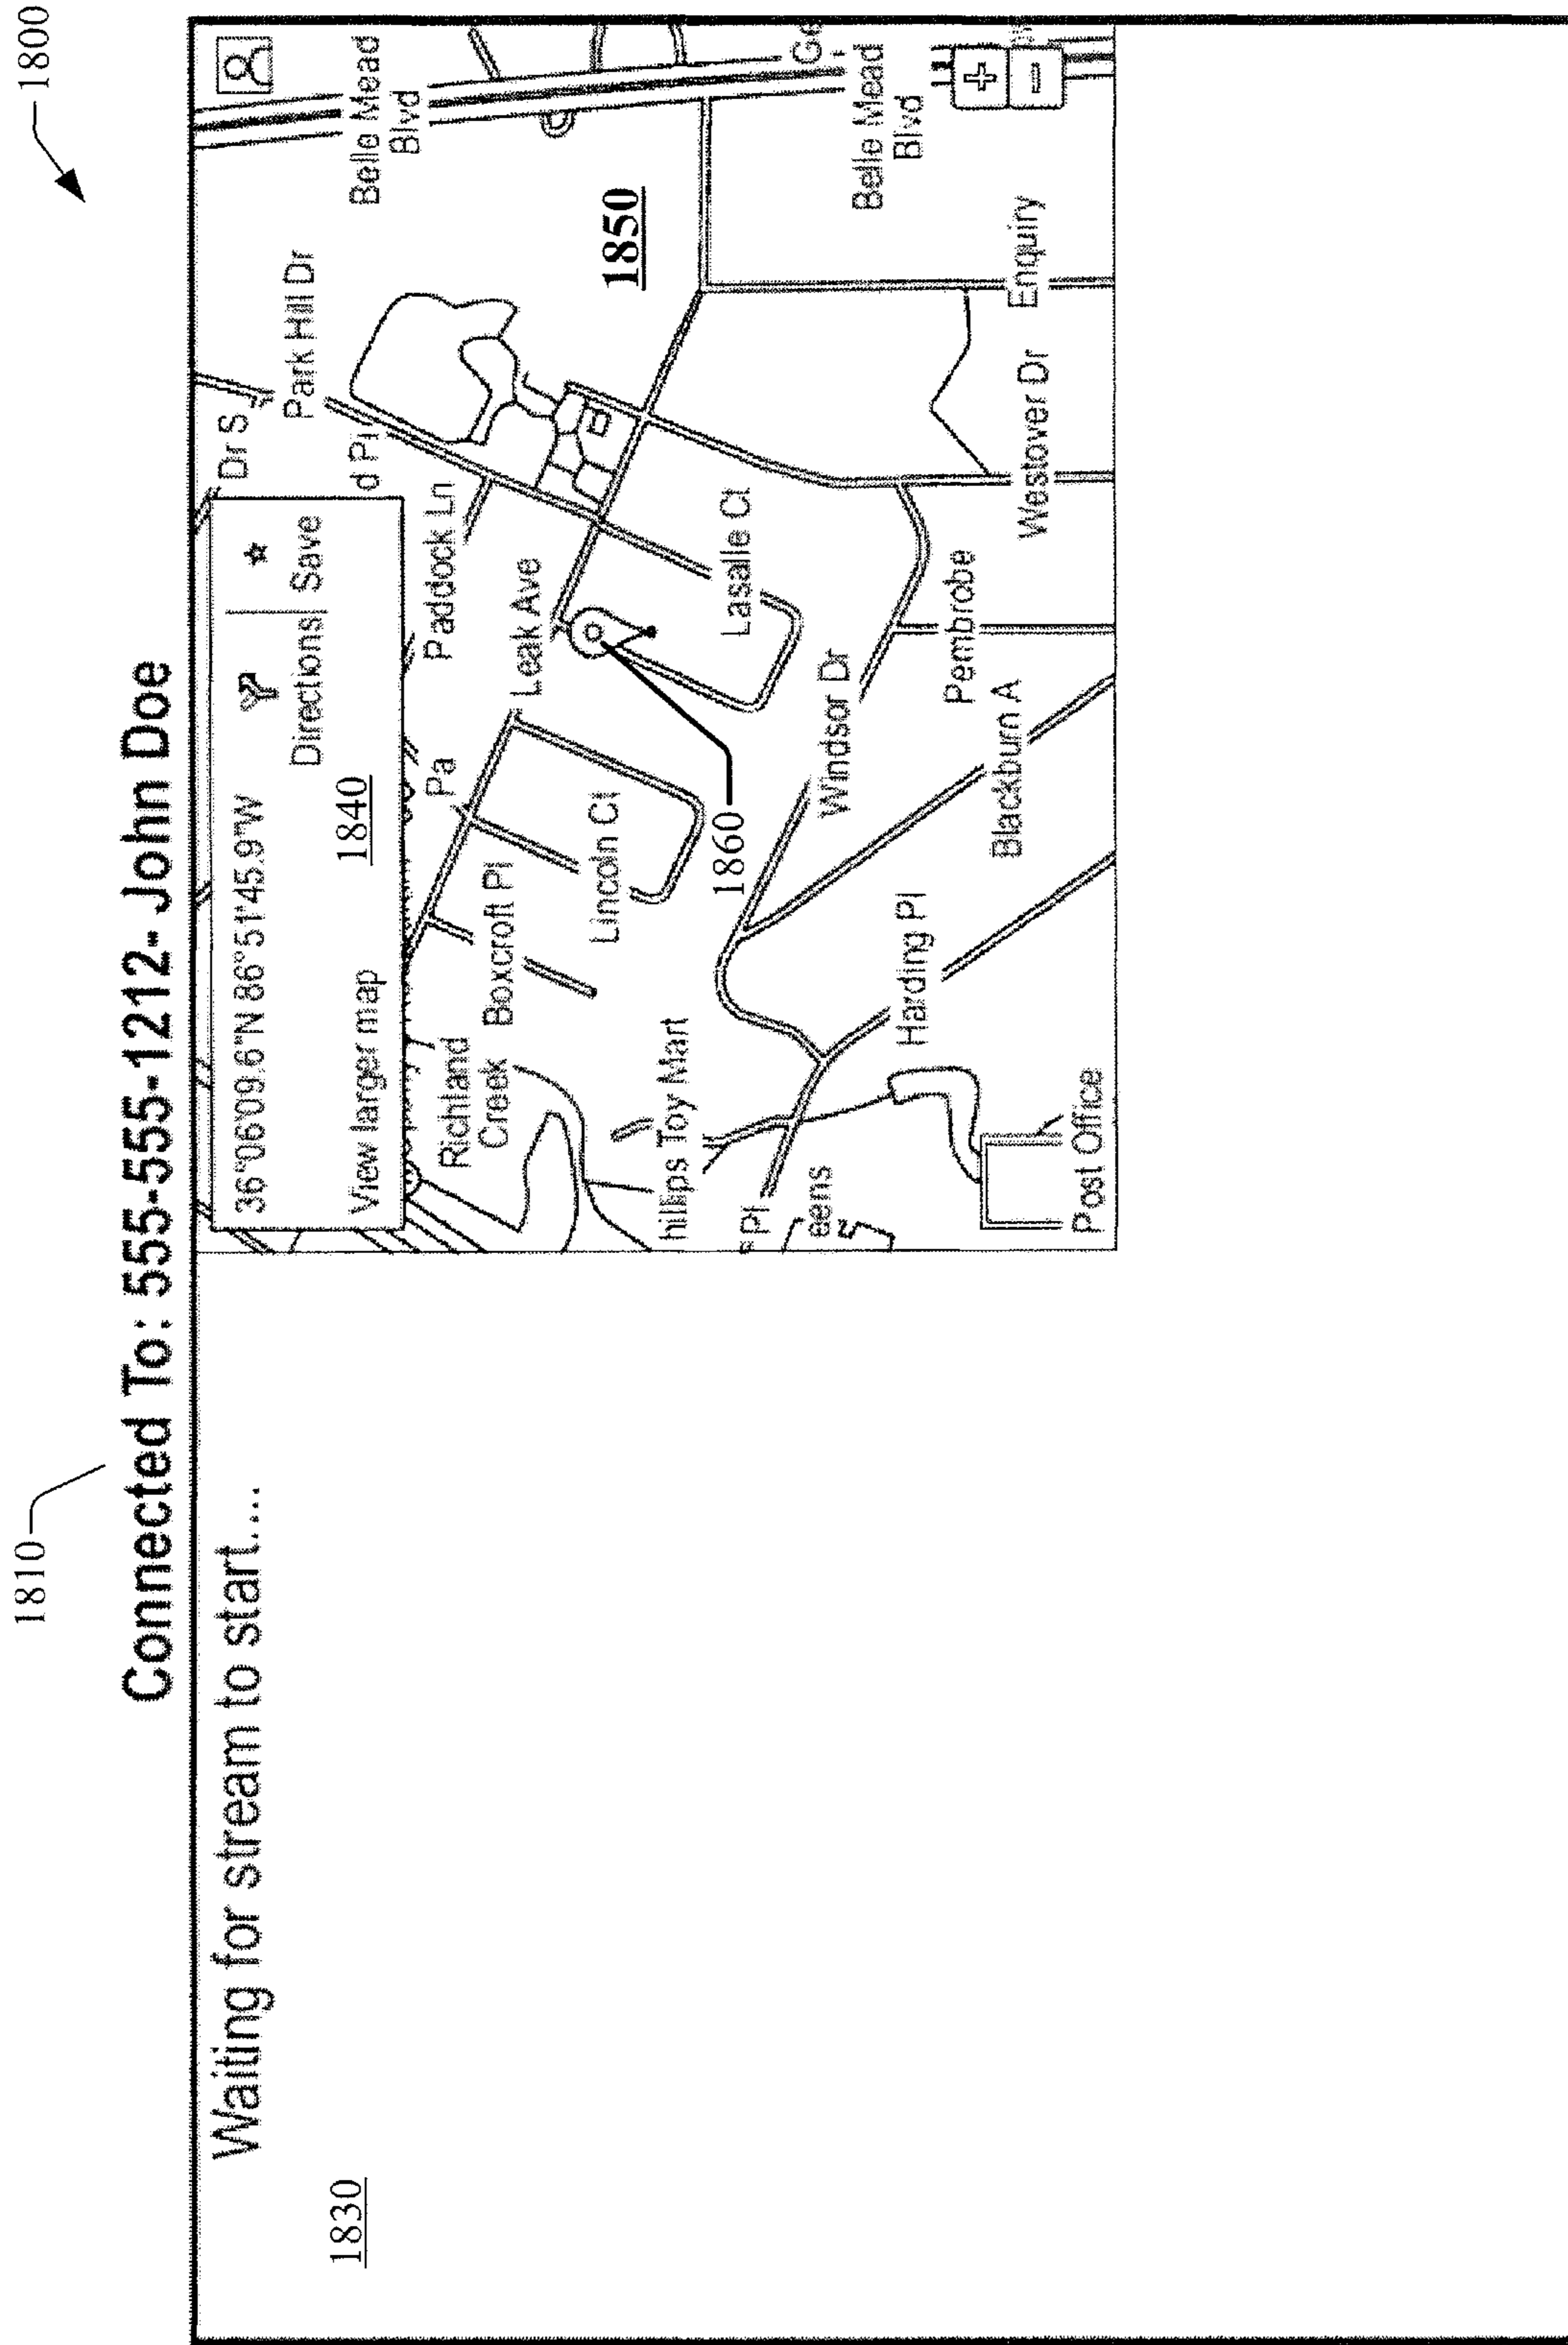 1800
1810
Connected To: 555-555-1212- John Doe
Waiting for stream to start....
1830
36°06'09.6"N 86°51'45.9"W
Directions
Save
View larger map
1840
Dr S
Park Hill Dr
d Pl
Belle Mead
Blvd
Paddock Ln
Pa
Richland
Creek
Boxcroft Pl
Leak Ave
Lincoln Ct
1850
hillips Toy Mart
1860
Lasalle Ct
Ge
Pl
eens
Windsor Dr
Belle Mead
Blvd
Harding Pl
Pembrobe
Blackburn A
Westover Dr
Enquiry
Post Office
+
-